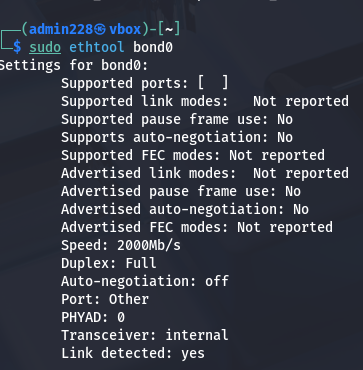 ┌──(admin228㉿vbox)-[~]
└─$ sudo ethtool bond0
Settings for bond0:
Supported ports: [  ]
Supported link modes:   Not reported
Supported pause frame use: No
Supports auto-negotiation: No
Supported FEC modes: Not reported
Advertised link modes:  Not reported
Advertised pause frame use: No
Advertised auto-negotiation: No
Advertised FEC modes: Not reported
Speed: 2000Mb/s
Duplex: Full
Auto-negotiation: off
Port: Other
PHYAD: 0
Transceiver: internal
Link detected: yes